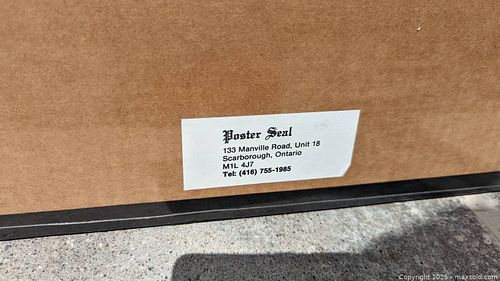 Poster Seal
133 Manville Road, Unit 18
Scarborough, Ontario
M1L 4J7
Tel: (416) 755-1985
Copyright 2025 - maxsold.com